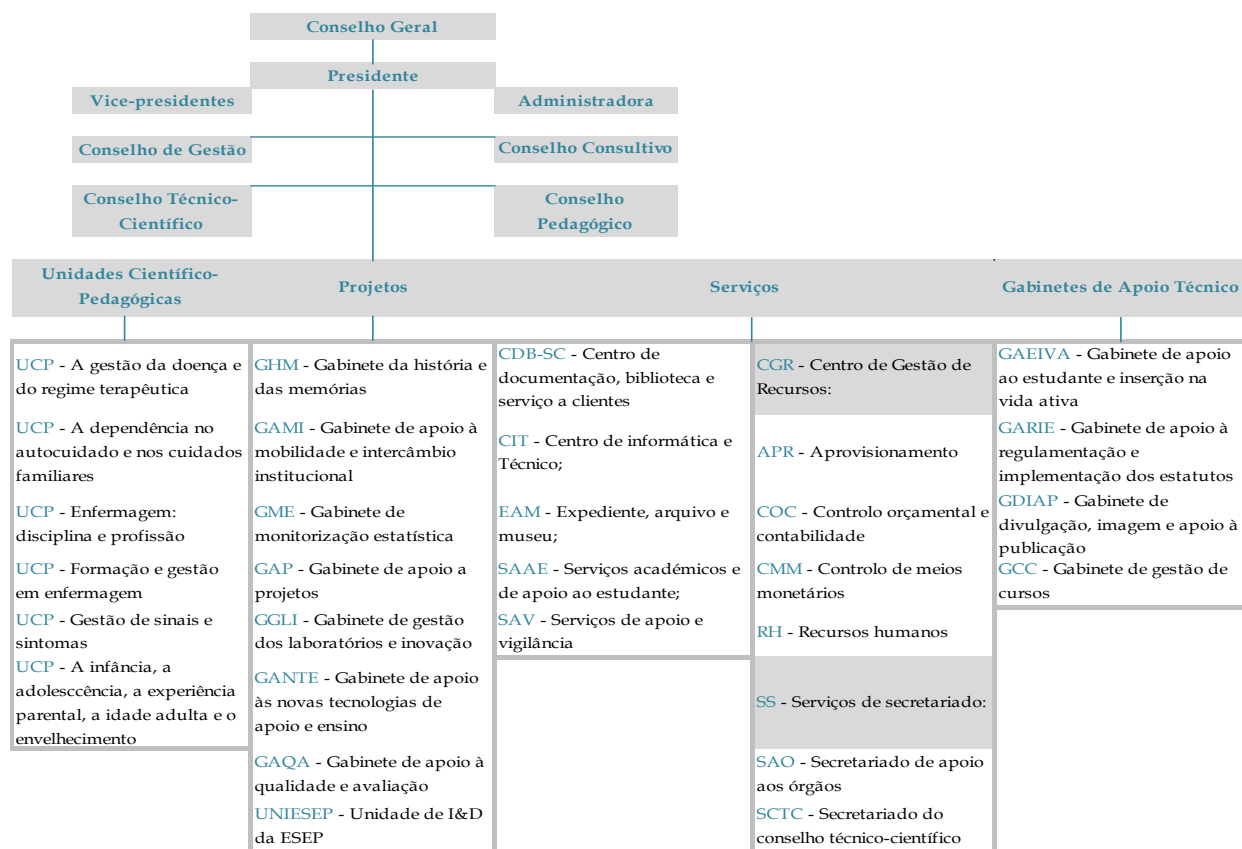 Conselho Geral
Presidente
Vice-presidentes
Administradora
Conselho de Gestão
Conselho Consultivo
Conselho Técnico-
Científico
Conselho
Pedagógico
Unidades Científico-
Pedagógicas
Projetos
Serviços
Gabinetes de Apoio Técnico
UCP - A gestão da doença e
do regime terapêutica
UCP - A dependência no
autocuidado e nos cuidados
familiares
UCP - Enfermagem:
disciplina e profissão
UCP - Formação e gestão
em enfermagem
UCP - Gestão de sinais e
sintomas
UCP - A infância, a
adolesccência, a experiência
parental, a idade adulta e o
envelhecimento
GHM - Gabinete da história e
das memórias
GAMI - Gabinete de apoio à
mobilidade e intercâmbio
institucional
GME - Gabinete de
monitorização estatística
GAP - Gabinete de apoio a
projetos
GGLI - Gabinete de gestão
dos laboratórios e inovação
GANTE - Gabinete de apoio
às novas tecnologias de
apoio e ensino
GAQA - Gabinete de apoio à
qualidade e avaliação
UNIESEP - Unidade de I&D
da ESEP
CDB-SC - Centro de
documentação, biblioteca e
serviço a clientes
CIT - Centro de informática e
Técnico;
EAM - Expediente, arquivo e
museu;
SAAE - Serviços académicos e
de apoio ao estudante;
SAV - Serviços de apoio e
vigilância
CGR - Centro de Gestão de
Recursos:
APR - Aprovisionamento
COC - Controlo orçamental e
contabilidade
CMM - Controlo de meios
monetários
RH - Recursos humanos
SS - Serviços de secretariado:
SAO - Secretariado de apoio
aos órgãos
SCTC - Secretariado do
conselho técnico-científico
GAEIVA - Gabinete de apoio
ao estudante e inserção na
vida ativa
GARIE - Gabinete de apoio à
regulamentação e
implementação dos estatutos
GDIAP - Gabinete de
divulgação, imagem e apoio à
publicação
GCC - Gabinete de gestão de
cursos